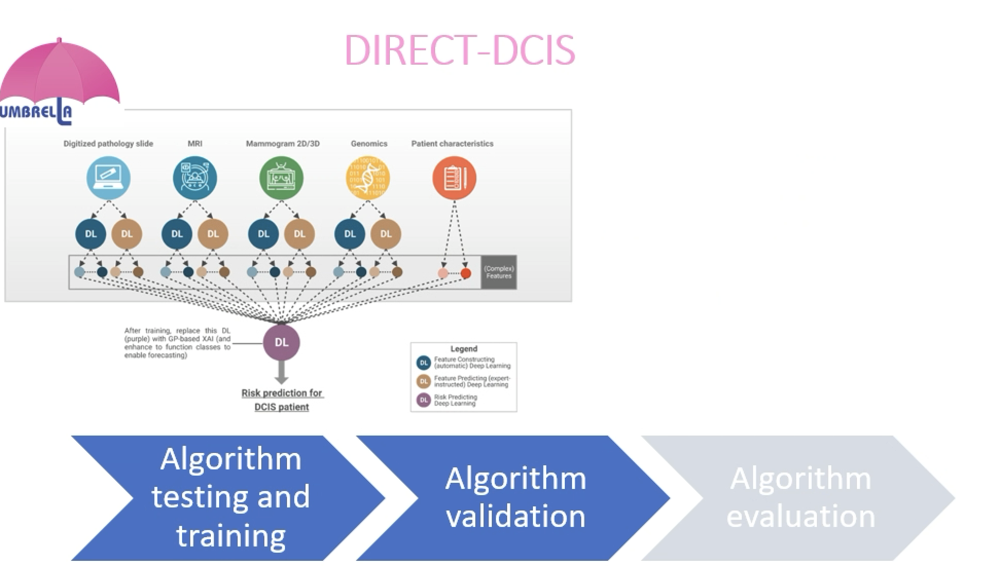 DIRECT-DCIS
UMBRELLA
Digitized pathology slide
MRI
Mammogram 2D/3D
Genomics
Patient characteristics
DL DL DL DL DL DL DL DL
(Complex)
Features
After training, replace this DL
(purple) with GP-based XAI (and
enhance to function classes to
enable forecasting)
DL
Risk prediction for
DCIS patient
Legend
DL Feature Constructing
(automatic) Deep Learning
DL Feature Predicting (expert-
instructed) Deep Learning
DL Risk Predicting
Deep Learning
Algorithm
testing and
training
Algorithm
validation
Algorithm
evaluation